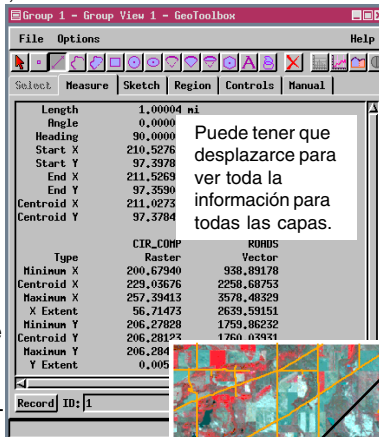 Group 1 - Group View 1 - GeoToolbox
File Options Help
Select Measure Sketch Region Controls Manual
Length 1.00004 mi
Angle 0.0000
Heading 90.0000
Start X 210.5276
Start Y 97.3978
End X 211.5269
End Y 97.3590
Centroid X 211.0273
Centroid Y 97.3784
Puede tener que
desplazarce para
ver toda la
información para
todas las capas.
CIR_COMP ROADS
Type Raster Vector
Minimum X 200.67940 938.89178
Centroid X 229.03676 2258.68753
Maximum X 257.39413 3578.48329
X Extent 56.71473 2639.59151
Minimum Y 206.27828 1759.86232
Centroid Y 206.28123 1760.03931
Maximum Y 206.284
Y Extent 0.005
Record ID: 1